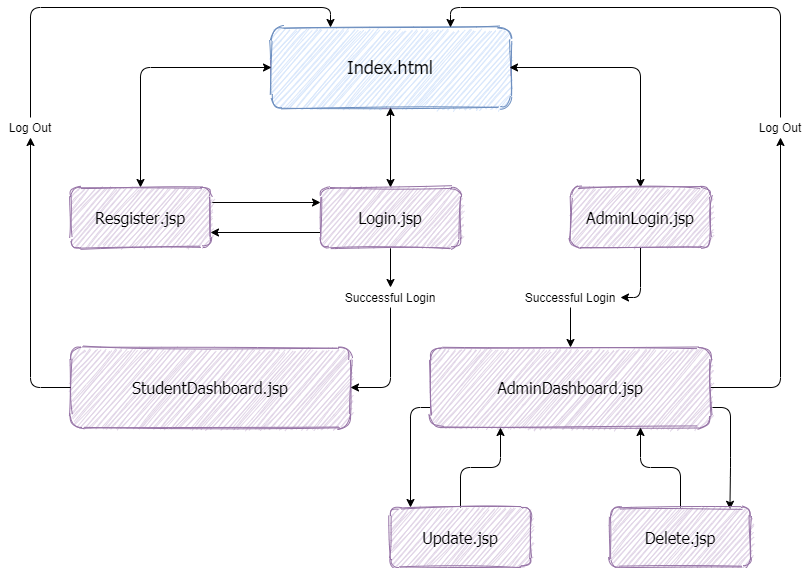 Index.html
Log Out
Log Out
Resgister.jsp
Login.jsp
AdminLogin.jsp
Successful Login
Successful Login
StudentDashboard.jsp
AdminDashboard.jsp
Update.jsp
Delete.jsp